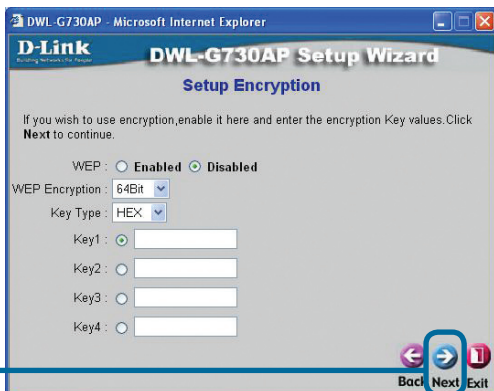 DWL-G730AP - Microsoft Internet Explorer
D-Link
Building Networks for People
DWL-G730AP Setup Wizard
Setup Encryption
If you wish to use encryption,enable it here and enter the encryption Key values.Click
Next to continue.
WEP : Enabled Disabled
WEP Encryption : 64Bit
Key Type : HEX
Key1 :
Key2 :
Key3 :
Key4 :
Back Next Exit